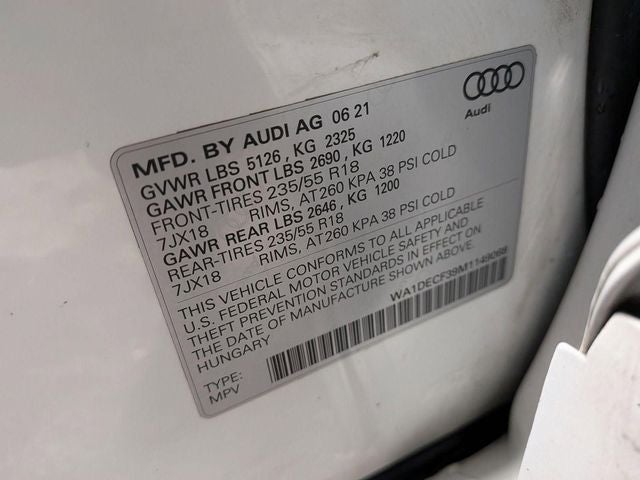 Audi
MFD. BY AUDI AG 06 21
GVWR LBS 5126, KG 2325
GAWR FRONT LBS 2690, KG 1220
FRONT-TIRES 235/55 R18
7JX18 RIMS, AT260 KPA 38 PSI COLD
GAWR REAR LBS 2646, KG 1200
REAR-TIRES 235/55 R18
7JX18 RIMS, AT260 KPA 38 PSI COLD
THIS VEHICLE CONFORMS TO ALL APPLICABLE
U.S. FEDERAL MOTOR VEHICLE SAFETY AND
THEFT PREVENTION STANDARDS IN EFFECT ON
THE DATE OF MANUFACTURE SHOWN ABOVE.
HUNGARY
WA1DECF39M1149068
TYPE:
MPV